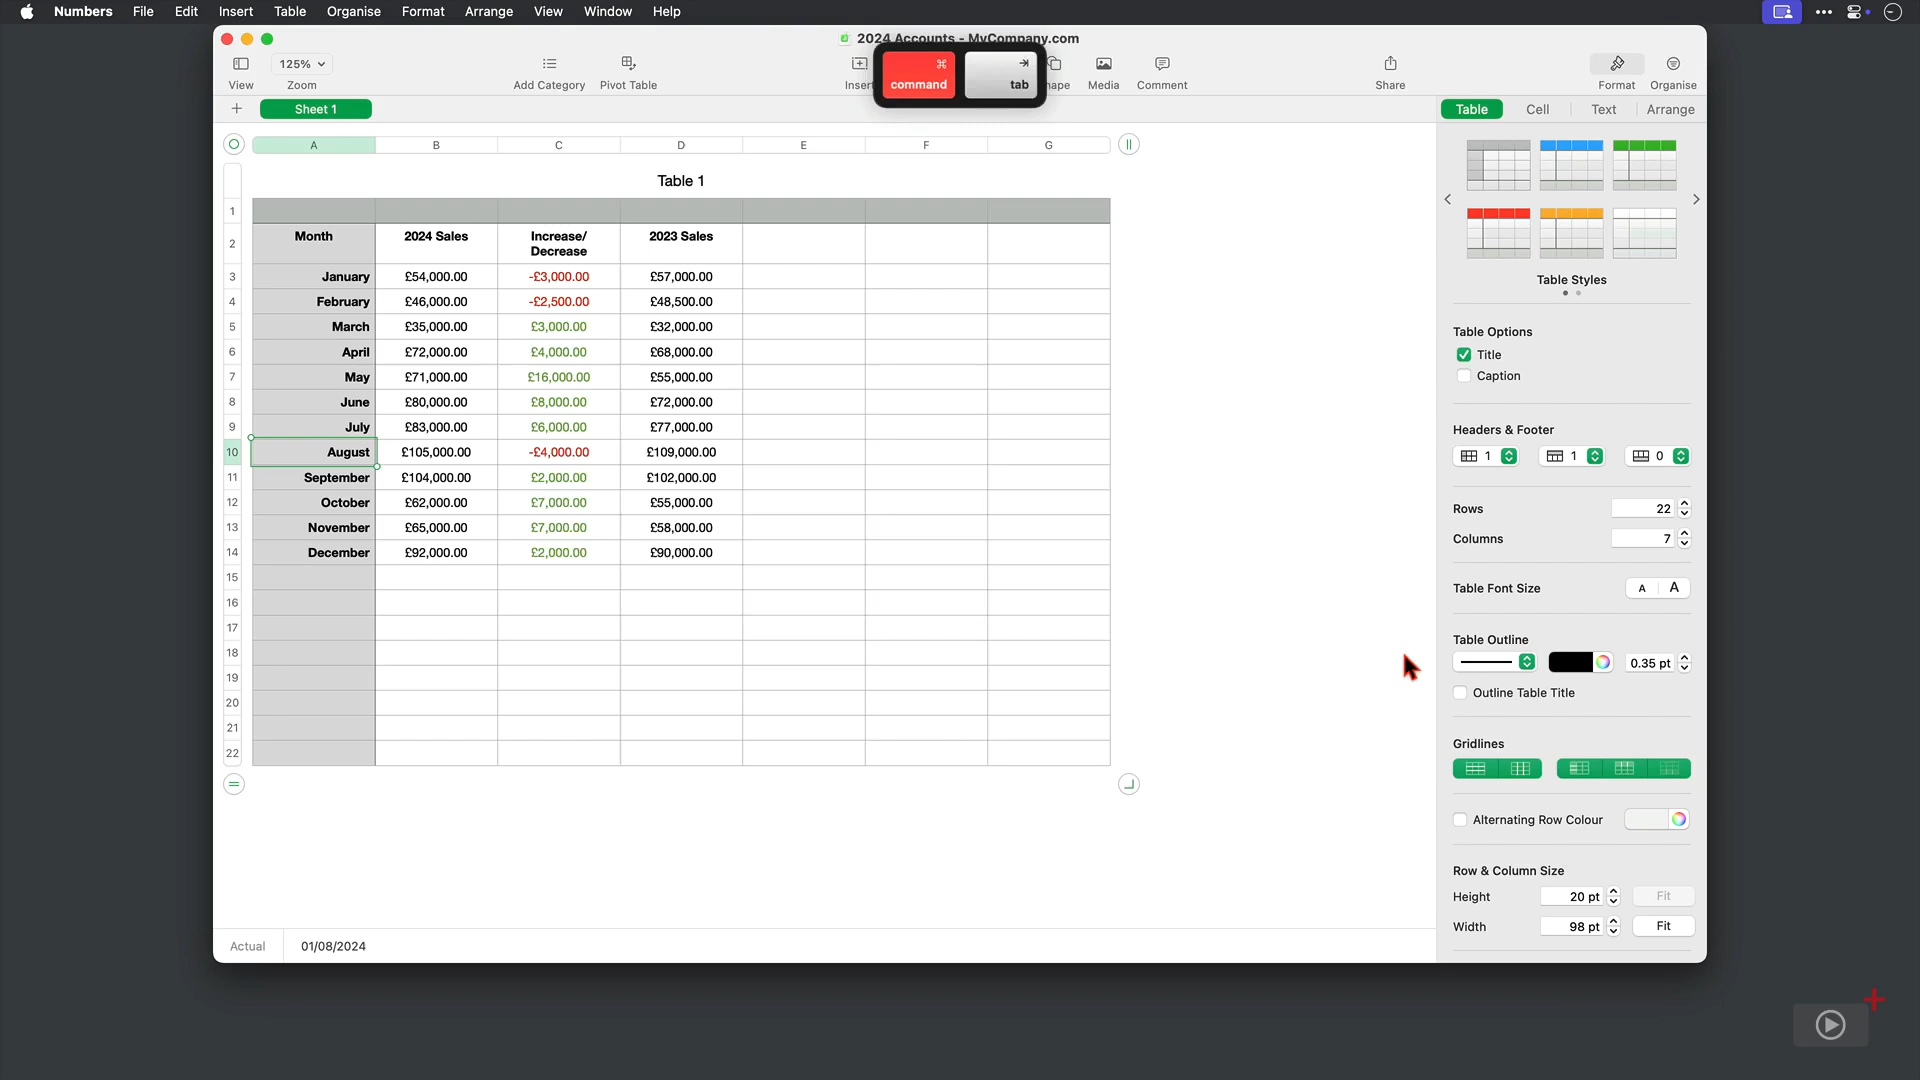 Numbers File Edit Insert Table Organise Format Arrange View Window Help
2024 Accounts - MyCompany.com
⌘ ⇥
command tab
125%
View Zoom Add Category Pivot Table Media Comment Share Format Organise
+ Sheet 1
Table Cell Text Arrange
A B C D E F G
Table 1
1
2 Month 2024 Sales Increase/ 2023 Sales
Decrease
3 January £54,000.00 -£3,000.00 £57,000.00
4 February £46,000.00 -£2,500.00 £48,500.00
5 March £35,000.00 £3,000.00 £32,000.00
6 April £72,000.00 £4,000.00 £68,000.00
7 May £71,000.00 £16,000.00 £55,000.00
8 June £80,000.00 £8,000.00 £72,000.00
9 July £83,000.00 £6,000.00 £77,000.00
10 August £105,000.00 -£4,000.00 £109,000.00
11 September £104,000.00 £2,000.00 £102,000.00
12 October £62,000.00 £7,000.00 £55,000.00
13 November £65,000.00 £7,000.00 £58,000.00
14 December £92,000.00 £2,000.00 £90,000.00
15
16
17
18
19
20
21
22
Actual 01/08/2024
Table Styles
Table Options
Title
Caption
Headers & Footer
1 1 0
Rows 22
Columns 7
Table Font Size A A
Table Outline
0.35 pt
Outline Table Title
Gridlines
Alternating Row Colour
Row & Column Size
Height 20 pt Fit
Width 98 pt Fit